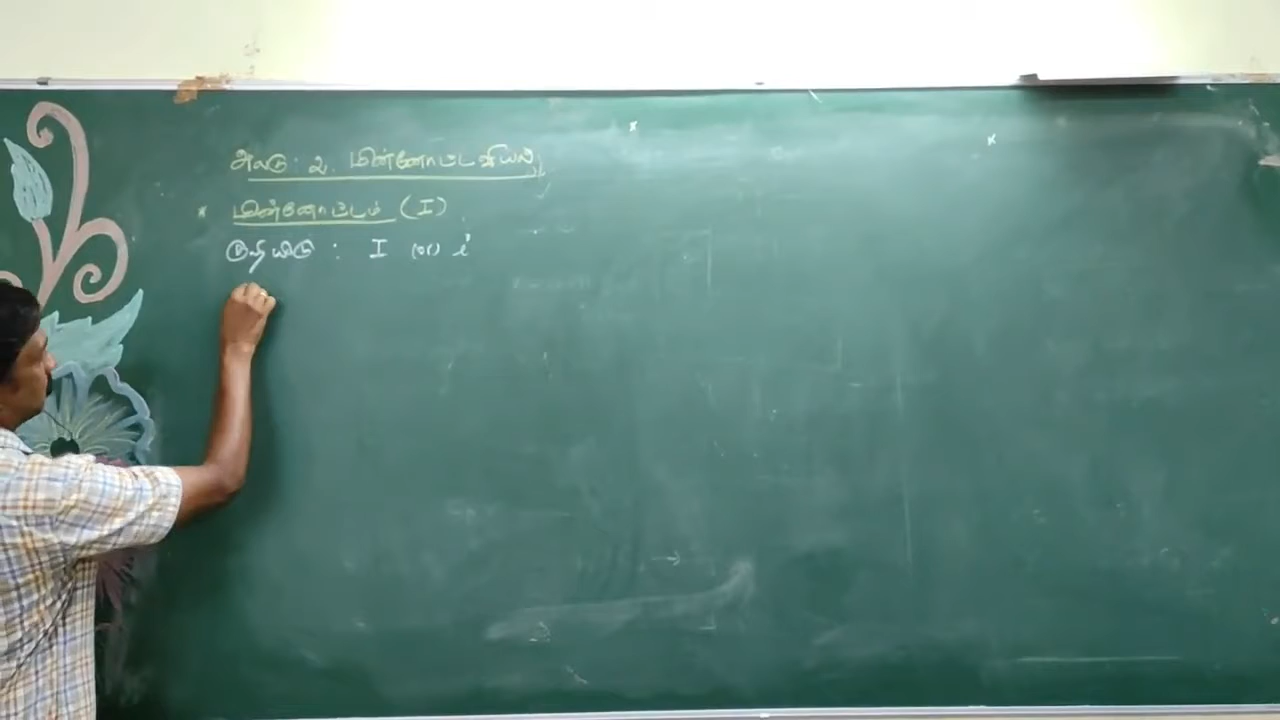 அலகு : 2. மின்னோட்டவியல்
* மின்னோட்டம் (I)
குறியீடு : I (or) i